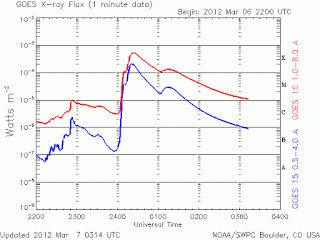 GOES X-ray Flux (1 minute data)
Begin: 2012 Mar 06 2200 UTC
10⁻²
10⁻³
10⁻⁴
10⁻⁵
10⁻⁶
10⁻⁷
10⁻⁸
10⁻⁹
Watts m⁻²
X
M
C
B
A
GOES 15 1.0-8.0 A
GOES 15 0.5-4.0 A
2200 2300 2400 0100 0200 0300 0400
Universal Time
Updated 2012 Mar 7 0314 UTC
NOAA/SWPC Boulder, CO USA